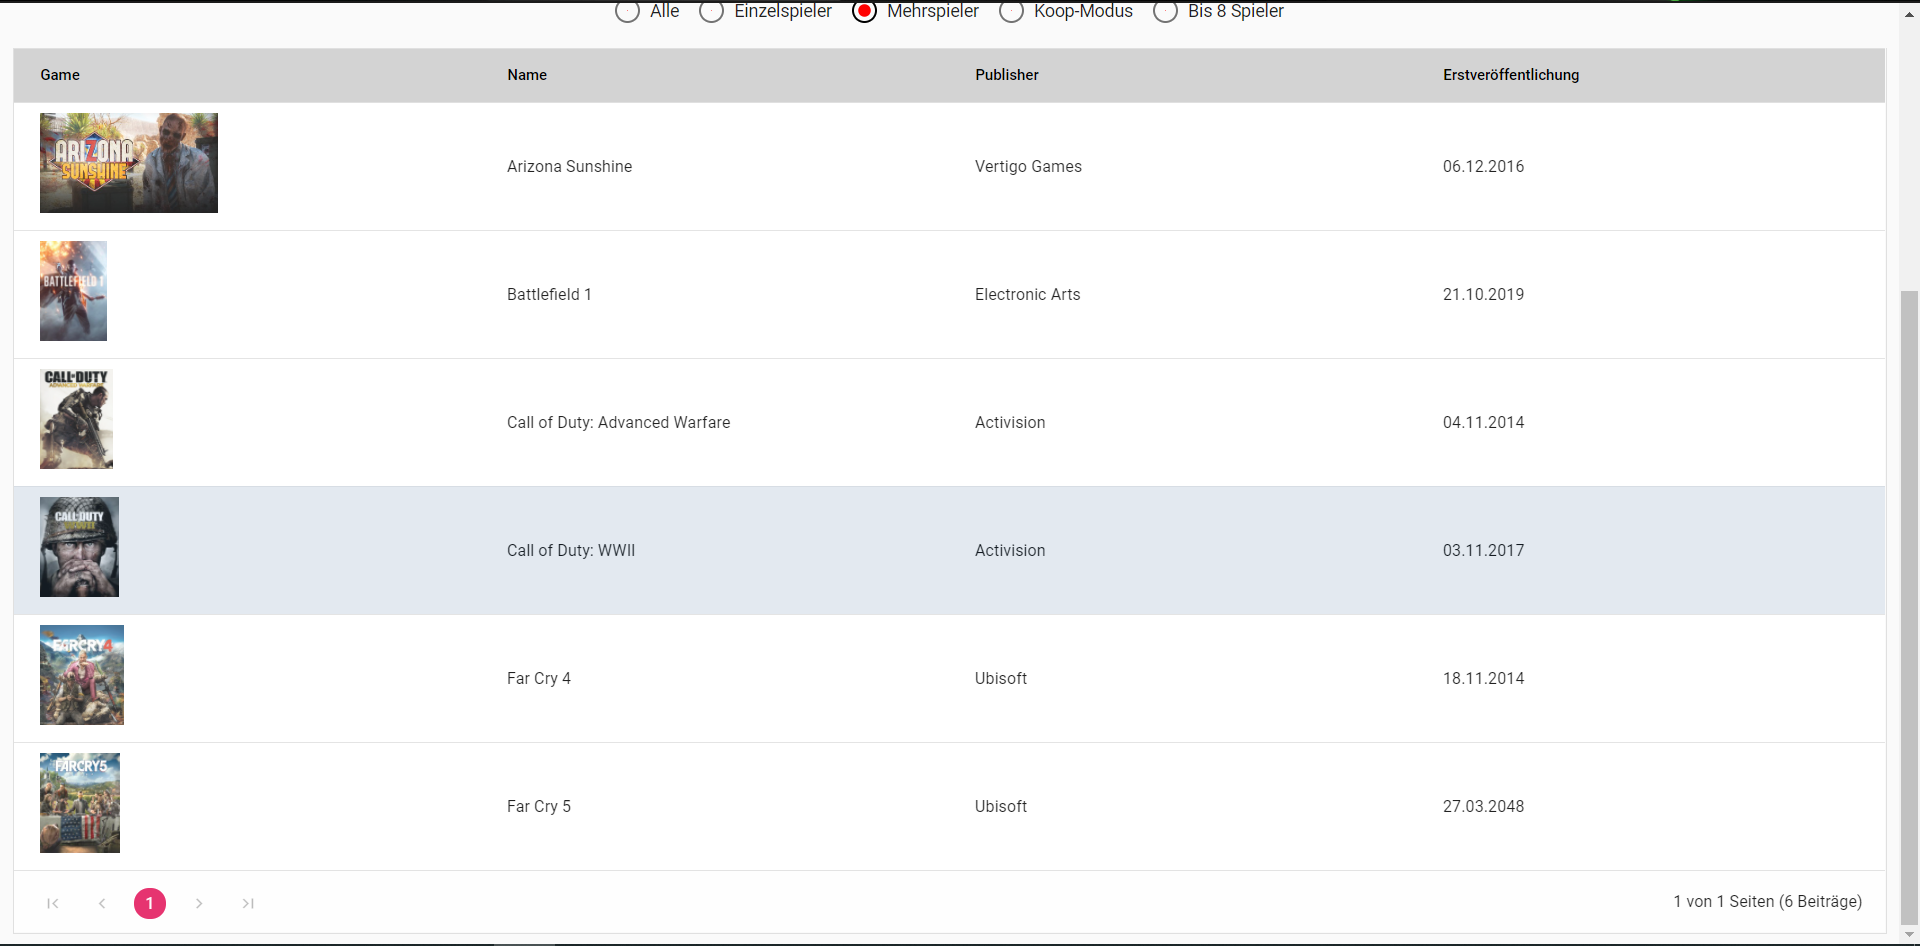 Alle Einzelspieler Mehrspieler Koop-Modus Bis 8 Spieler
Game Name Publisher Erstveröffentlichung
ARIZONA
SUNSHINE
Arizona Sunshine Vertigo Games 06.12.2016
BATTLEFIELD 1
Battlefield 1 Electronic Arts 21.10.2019
CALL OF DUTY
ADVANCED WARFARE
Call of Duty: Advanced Warfare Activision 04.11.2014
CALL OF DUTY
Call of Duty: WWII Activision 03.11.2017
FARCRY4
Far Cry 4 Ubisoft 18.11.2014
FARCRY5
Far Cry 5 Ubisoft 27.03.2048
1 1 von 1 Seiten (6 Beiträge)